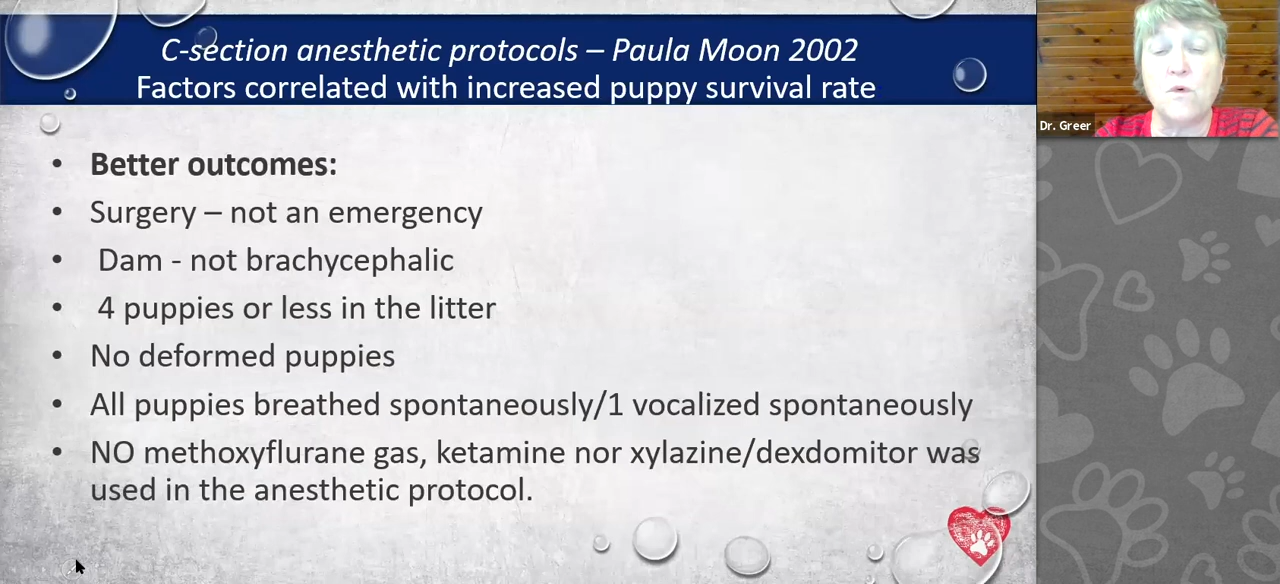 C-section anesthetic protocols – Paula Moon 2002
Factors correlated with increased puppy survival rate
Dr. Greer
• Better outcomes:
• Surgery – not an emergency
• Dam - not brachycephalic
• 4 puppies or less in the litter
• No deformed puppies
• All puppies breathed spontaneously/1 vocalized spontaneously
• NO methoxyflurane gas, ketamine nor xylazine/dexdomitor was
used in the anesthetic protocol.